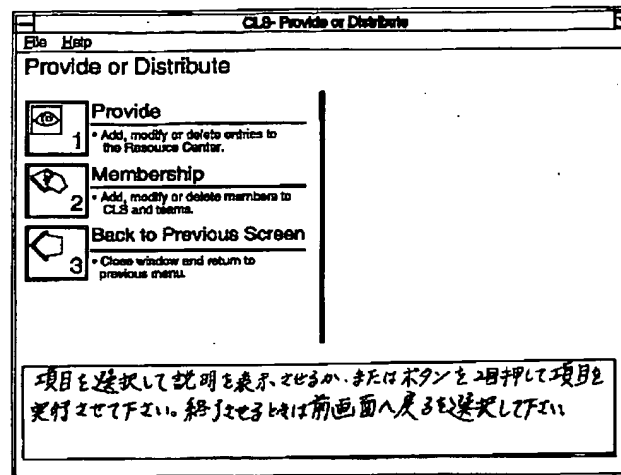 CLS- Provide or Distribute
File Help
Provide or Distribute
1
Provide
• Add, modify or delete entries to
the Resource Center.
2
Membership
• Add, modify or delete members to
CLS and teams.
3
Back to Previous Screen
• Close window and return to
previous menu.
項目を選択して説明を表示させるか、またはボタンを2回押して項目を
実行させて下さい。終了させるときは前画面へ戻るを選択して下さい